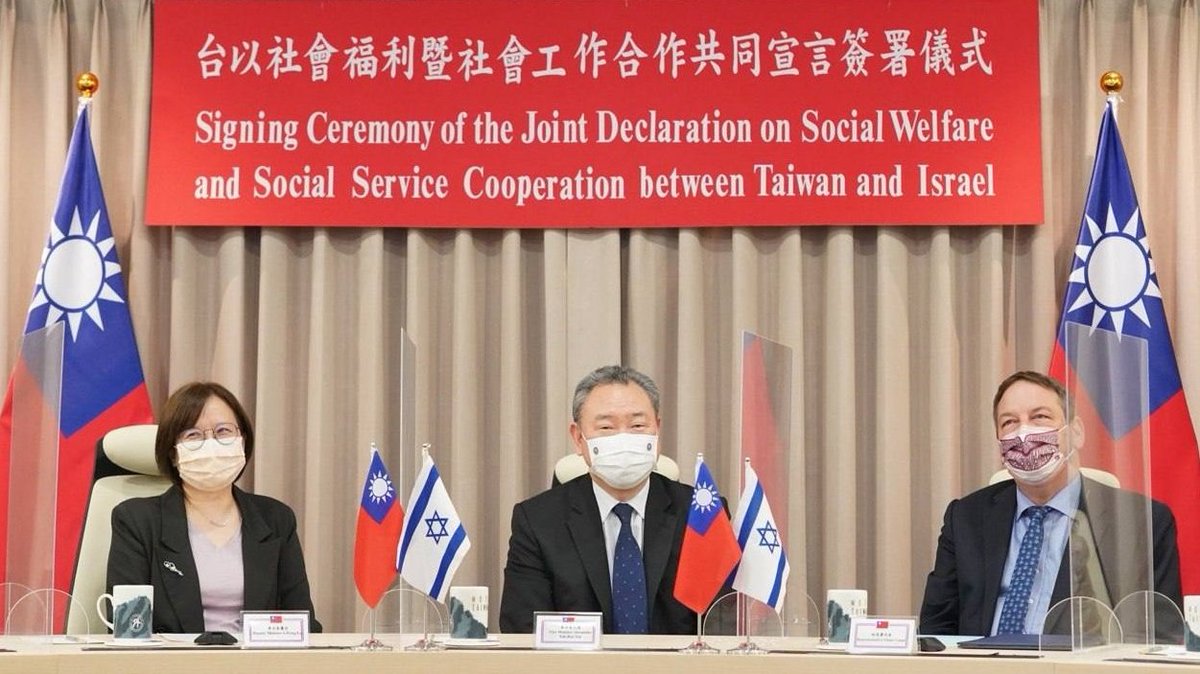 台以社會福利暨社會工作合作共同宣言簽署儀式
Signing Ceremony of the Joint Declaration on Social Welfare
and Social Service Cooperation between Taiwan and Israel